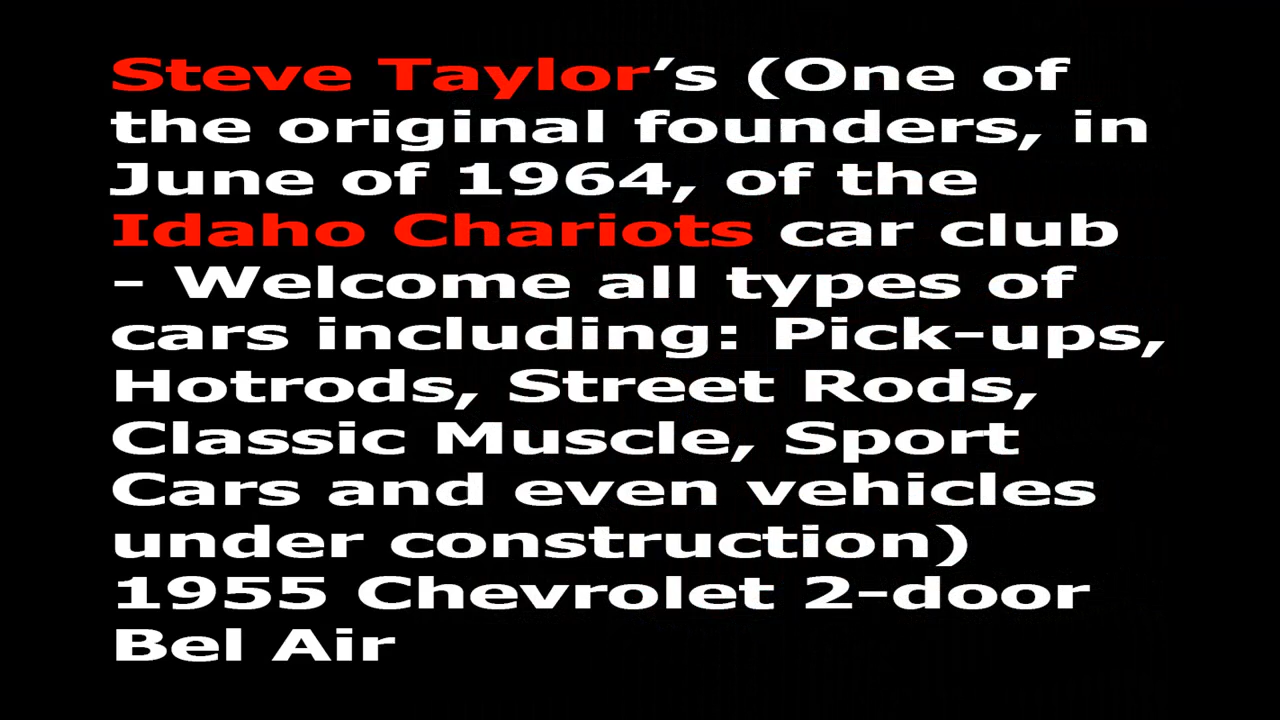 Steve Taylor’s (One of
the original founders, in
June of 1964, of the
Idaho Chariots car club
– Welcome all types of
cars including: Pick-ups,
Hotrods, Street Rods,
Classic Muscle, Sport
Cars and even vehicles
under construction)
1955 Chevrolet 2-door
Bel Air